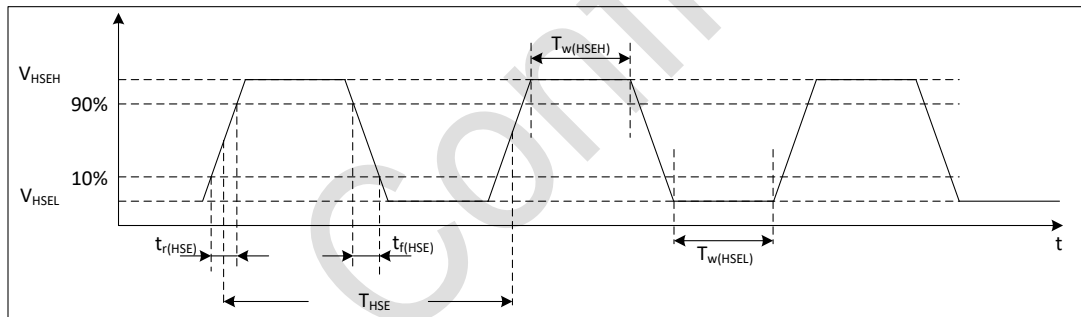 T_w(HSEH)
V_HSEH
90%
10%
V_HSEL
t_r(HSE)
t_f(HSE)
T_w(HSEL)
t
T_HSE